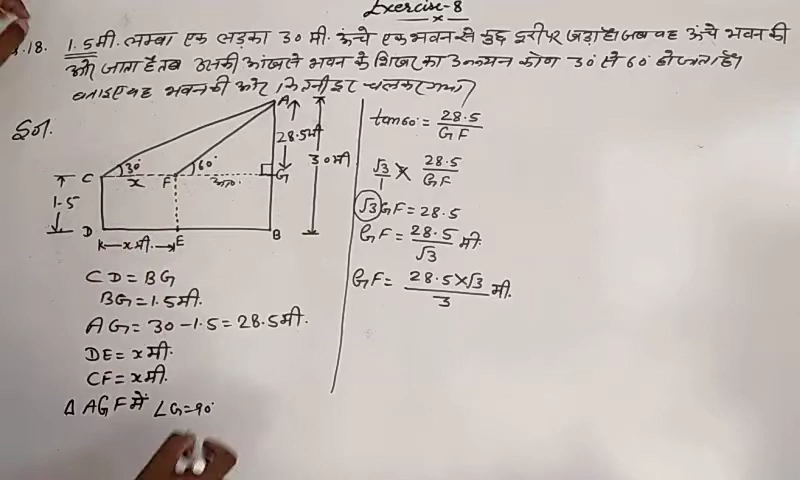 Exercise-8
18. 1.5मी. लम्बा एक लड़का 30 मी. ऊंचे एक भवन से कुछ दूरी पर खड़ा है। जब वह ऊंचे भवन की
ओर जाता है तब उसकी आंख से भवन के शिखर का उन्नयन कोण 30° से 60° हो जाता है।
बताइए वह भवन की ओर कितनी दूर चलकर गया।
हल.
A
28.5मी
30मी
30°
60°
C
x
F
G
1.5
D
x मी.
E
B
CD = BG
BG = 1.5मी.
AG = 30 - 1.5 = 28.5मी.
DE = x मी.
CF = x मी.
Δ AGF में ∠G = 90°
tan60° = 28.5/GF
√3/1 × 28.5/GF
√3 GF = 28.5
GF = 28.5/√3 मी.
GF = 28.5×√3/3 मी.